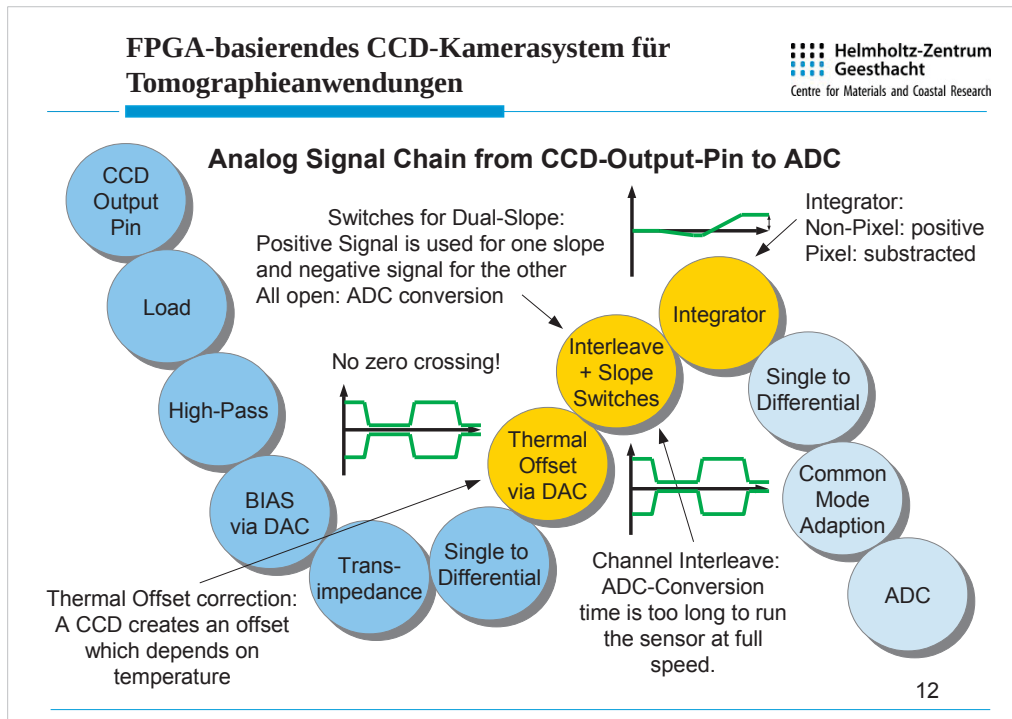 FPGA-basierendes CCD-Kamerasystem für
Tomographieanwendungen
Helmholtz-Zentrum
Geesthacht
Centre for Materials and Coastal Research
Analog Signal Chain from CCD-Output-Pin to ADC
CCD
Output
Pin
Load
High-Pass
BIAS
via DAC
Trans-
impedance
Single to
Differential
Thermal
Offset
via DAC
Interleave
+ Slope
Switches
Integrator
Single to
Differential
Common
Mode
Adaption
ADC
Switches for Dual-Slope:
Positive Signal is used for one slope
and negative signal for the other
All open: ADC conversion
Integrator:
Non-Pixel: positive
Pixel: substracted
No zero crossing!
Thermal Offset correction:
A CCD creates an offset
which depends on
temperature
Channel Interleave:
ADC-Conversion
time is too long to run
the sensor at full
speed.
12